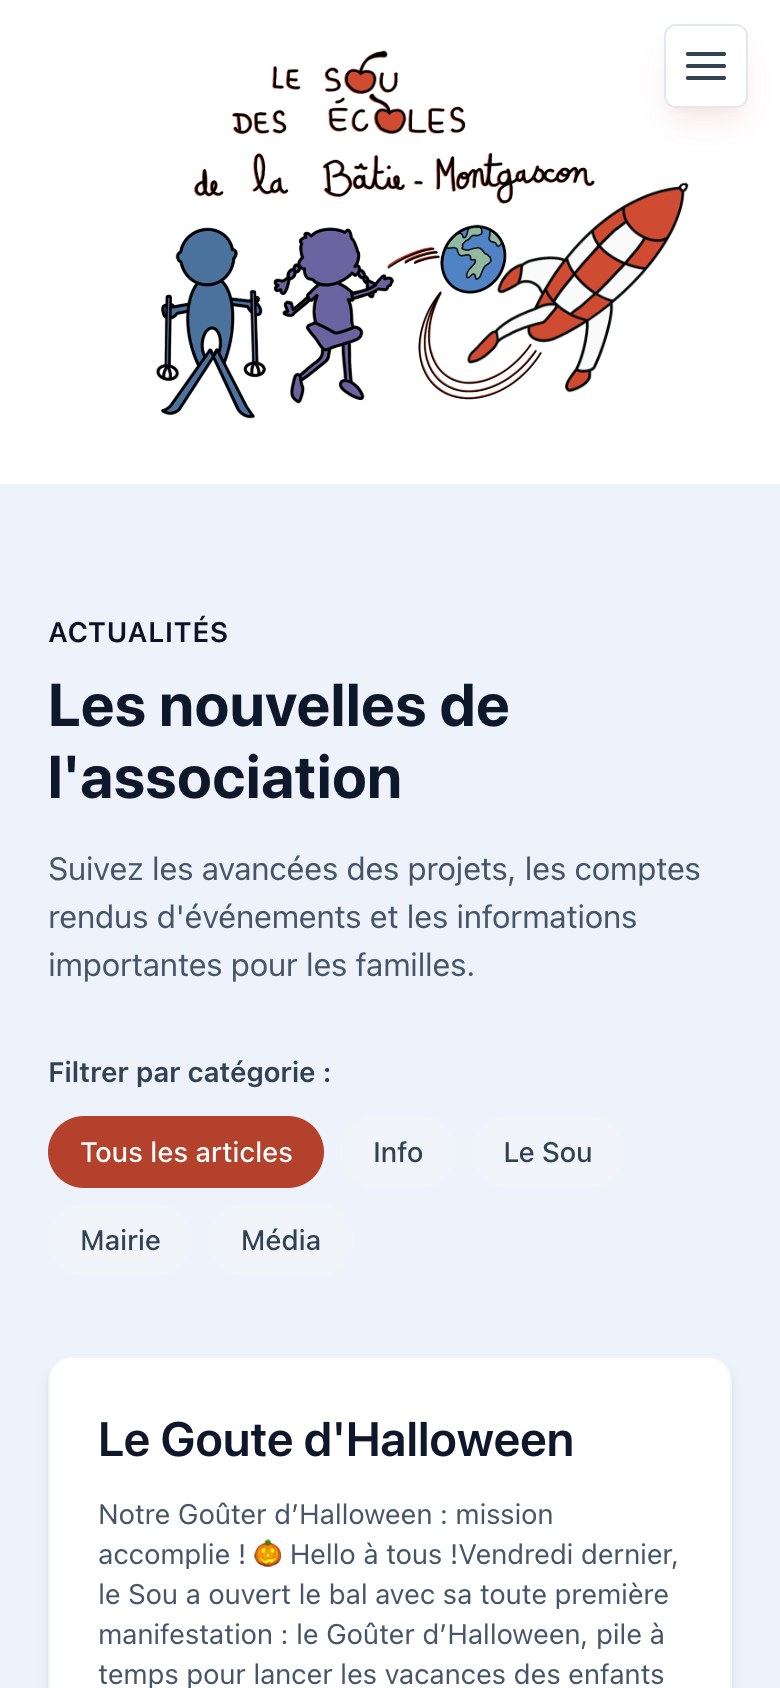 LE SOU
DES ÉCOLES
de la Bâtie - Montgascon
ACTUALITÉS
Les nouvelles de
l'association
Suivez les avancées des projets, les comptes
rendus d'événements et les informations
importantes pour les familles.
Filtrer par catégorie :
Tous les articles Info Le Sou
Mairie Média
Le Goute d'Halloween
Notre Goûter d’Halloween : mission
accomplie ! 🎃 Hello à tous !Vendredi dernier,
le Sou a ouvert le bal avec sa toute première
manifestation : le Goûter d’Halloween, pile à
temps pour lancer les vacances des enfants